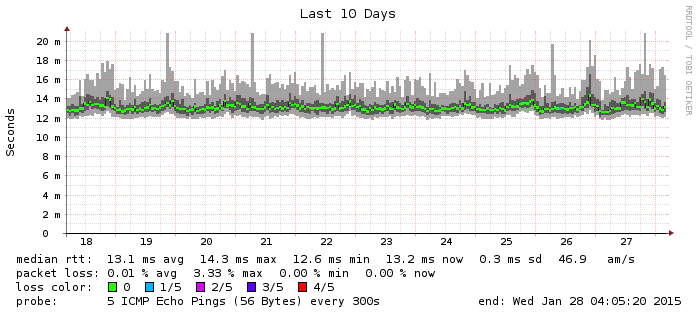 Last 10 Days
RRDTOOL / TOBI OETIKER
Seconds
20 m
18 m
16 m
14 m
12 m
10 m
8 m
6 m
4 m
2 m
0
18 19 20 21 22 23 24 25 26 27
median rtt: 13.1 ms avg 14.3 ms max 12.6 ms min 13.2 ms now 0.3 ms sd 46.9 am/s
packet loss: 0.01 % avg 3.33 % max 0.00 % min 0.00 % now
loss color: 0 1/5 2/5 3/5 4/5
probe: 5 ICMP Echo Pings (56 Bytes) every 300s end: Wed Jan 28 04:05:20 2015